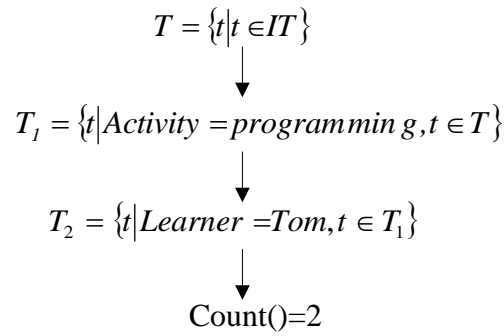 T = {t|t ∈IT}
T₁ = {t|Activity =programmin g,t ∈ T}
T₂ = {t|Learner =Tom,t ∈ T₁}
Count()=2